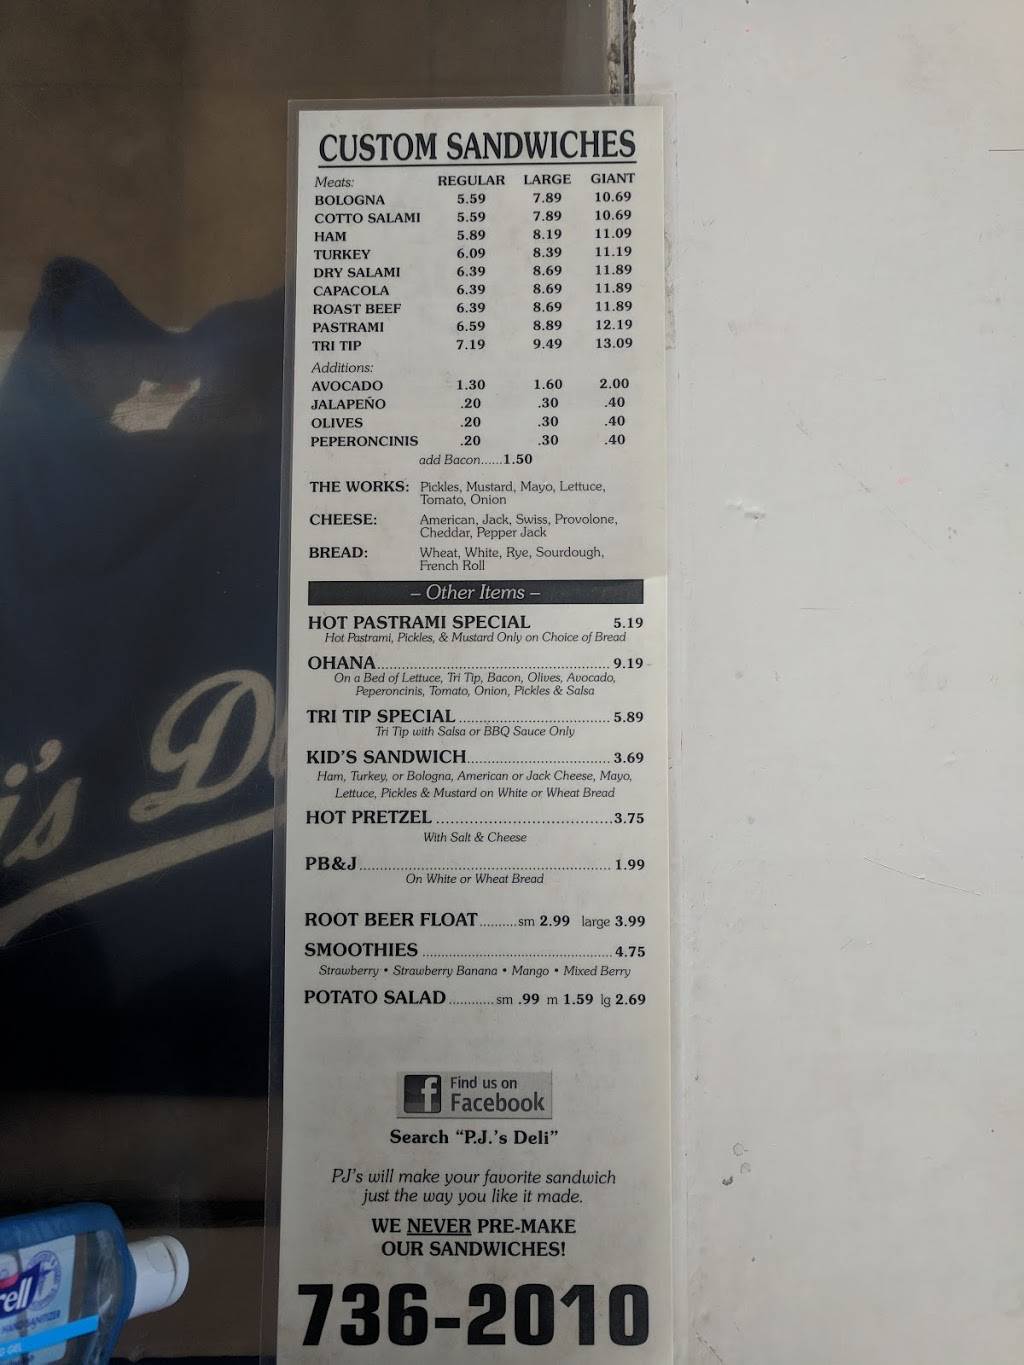 CUSTOM SANDWICHES
Meats: REGULAR LARGE GIANT
BOLOGNA 5.59 7.89 10.69
COTTO SALAMI 5.59 7.89 10.69
HAM 5.89 8.19 11.09
TURKEY 6.09 8.39 11.19
DRY SALAMI 6.39 8.69 11.89
CAPACOLA 6.39 8.69 11.89
ROAST BEEF 6.39 8.69 11.89
PASTRAMI 6.59 8.89 12.19
TRI TIP 7.19 9.49 13.09
Additions:
AVOCADO 1.30 1.60 2.00
JALAPEÑO .20 .30 .40
OLIVES .20 .30 .40
PEPERONCINIS .20 .30 .40
add Bacon......1.50
THE WORKS: Pickles, Mustard, Mayo, Lettuce,
Tomato, Onion
CHEESE: American, Jack, Swiss, Provolone,
Cheddar, Pepper Jack
BREAD: Wheat, White, Rye, Sourdough,
French Roll
– Other Items –
HOT PASTRAMI SPECIAL 5.19
Hot Pastrami, Pickles, & Mustard Only on Choice of Bread
OHANA........ 9.19
On a Bed of Lettuce, Tri Tip, Bacon, Olives, Avocado,
Peperoncinis, Tomato, Onion, Pickles & Salsa
TRI TIP SPECIAL ........ 5.89
Tri Tip with Salsa or BBQ Sauce Only
KID'S SANDWICH........ 3.69
Ham, Turkey, or Bologna, American or Jack Cheese, Mayo,
Lettuce, Pickles & Mustard on White or Wheat Bread
HOT PRETZEL ........3.75
With Salt & Cheese
PB&J........ 1.99
On White or Wheat Bread
ROOT BEER FLOAT.........sm 2.99 large 3.99
SMOOTHIES ........ 4.75
Strawberry • Strawberry Banana • Mango • Mixed Berry
POTATO SALAD............sm .99 m 1.59 lg 2.69
f Find us on
Facebook
Search "P.J.'s Deli"
PJ's will make your favorite sandwich
just the way you like it made.
WE NEVER PRE-MAKE
OUR SANDWICHES!
736-2010
's D
rell
HAND SANITIZER
GEL